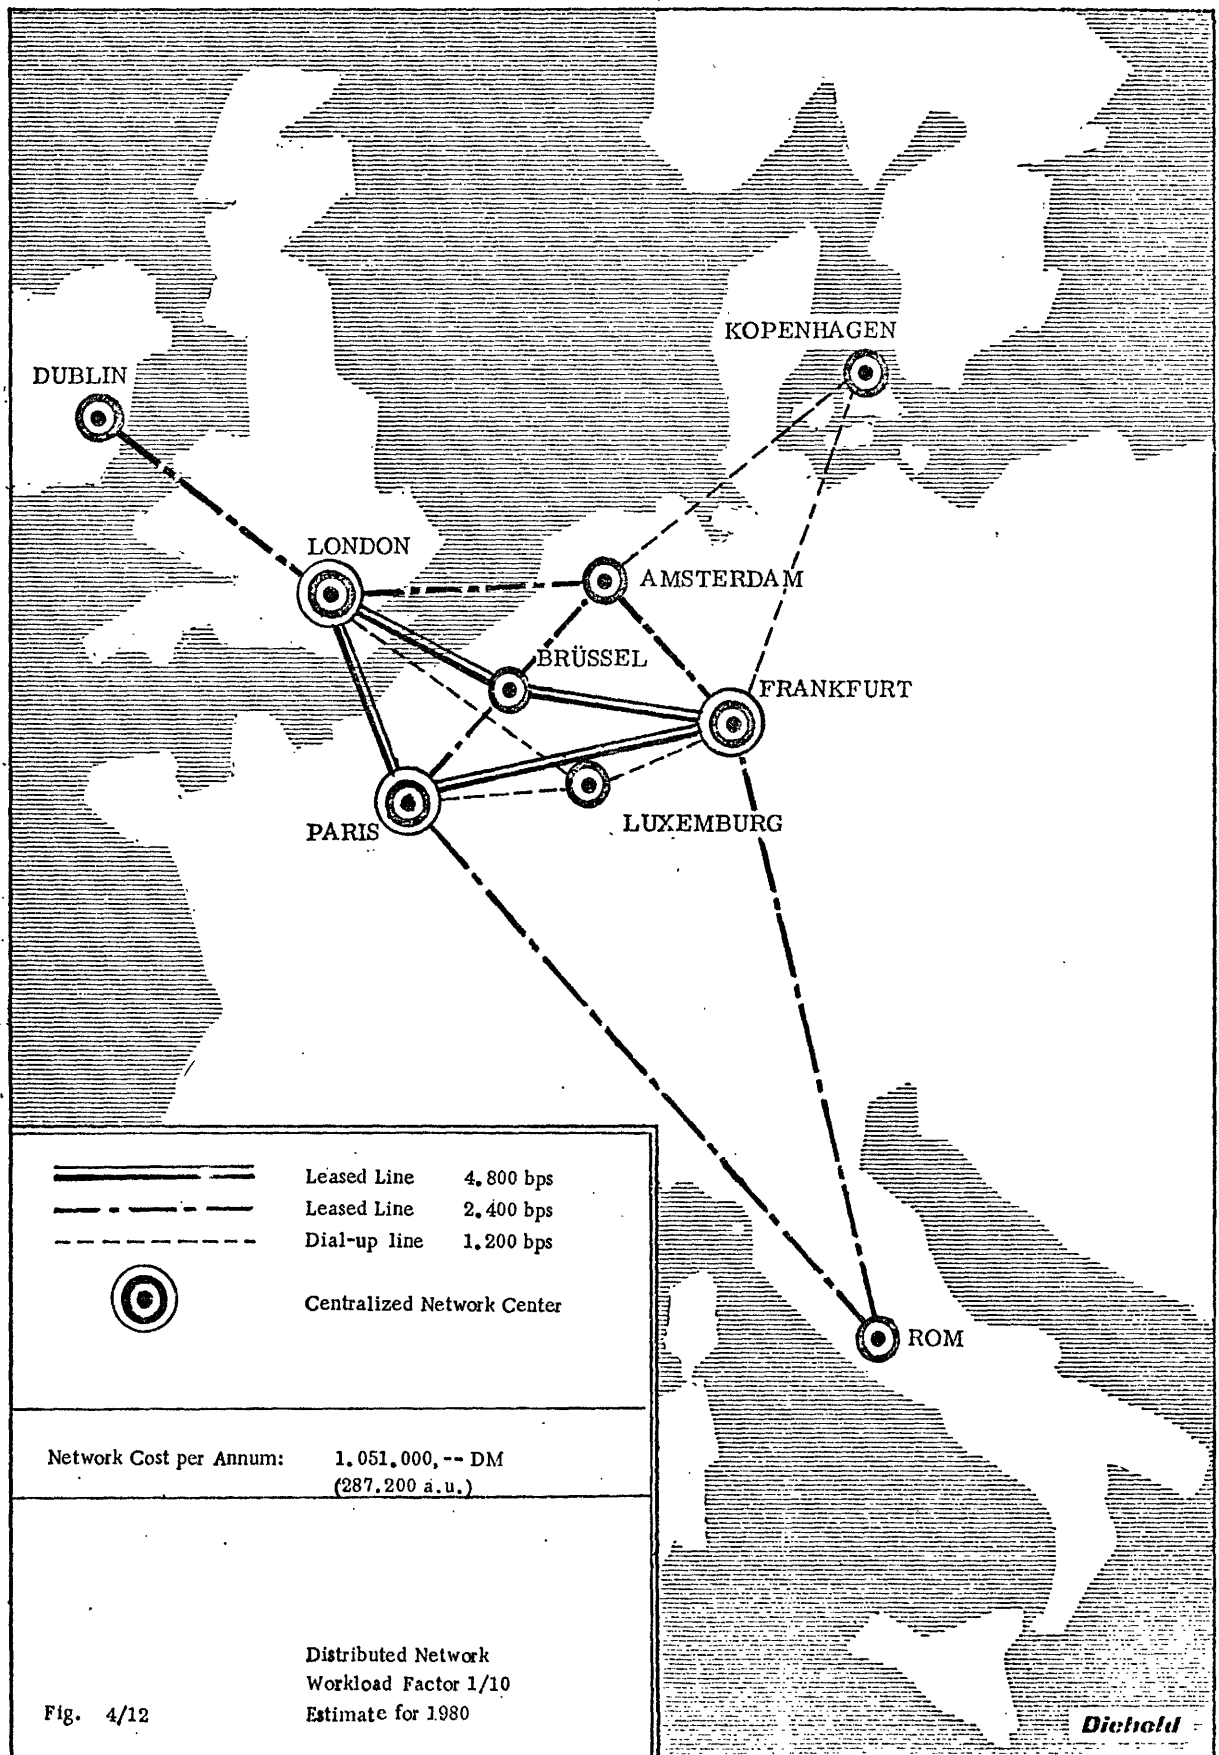 KOPENHAGEN
DUBLIN
LONDON
AMSTERDAM
BRÜSSEL
FRANKFURT
LUXEMBURG
PARIS
ROM
Leased Line 4.800 bps
Leased Line 2.400 bps
Dial-up line 1.200 bps
Centralized Network Center
Network Cost per Annum: 1.051.000,-- DM
(287.200 a.u.)
Distributed Network
Workload Factor 1/10
Fig. 4/12 Estimate for 1980
Diebold